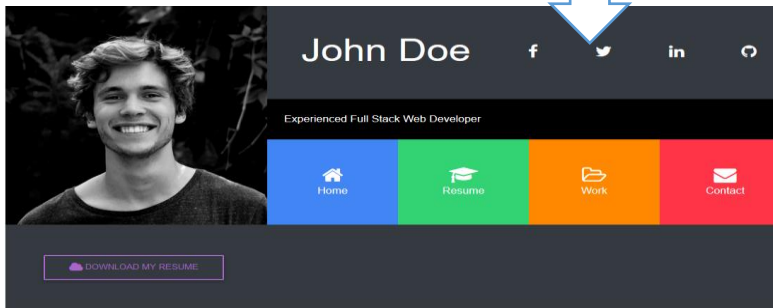 John Doe
Experienced Full Stack Web Developer
Home
Resume
Work
Contact
DOWNLOAD MY RESUME